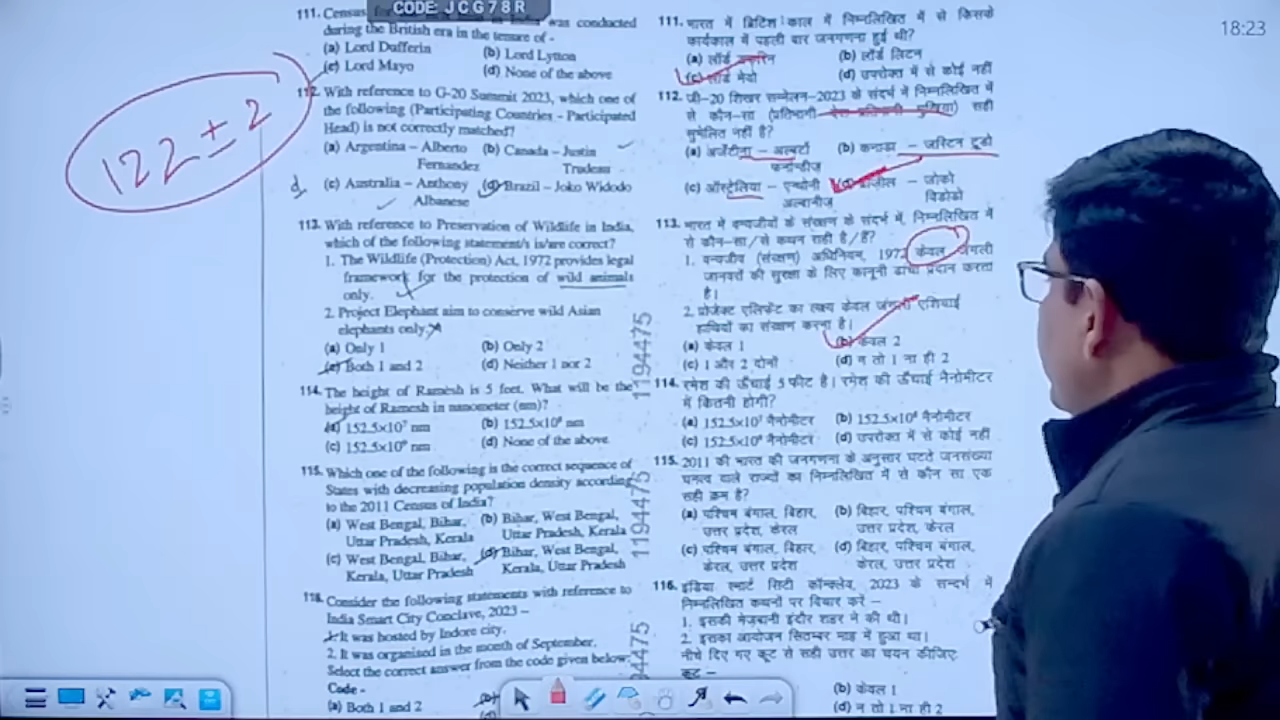 CODE: J C G 7 8 R
18:23
122 ± 2
111. Census was conducted
during the British era in the tenure of -
(a) Lord Dufferin (b) Lord Lytton
(c) Lord Mayo (d) None of the above
112. With reference to G-20 Summit 2023, which one of
the following (Participating Countries - Participated
Head) is not correctly matched?
(a) Argentina – Alberto (b) Canada – Justin
Fernandez Trudeau
d. (c) Australia – Anthony (d) Brazil – Joko Widodo
Albanese
113. With reference to Preservation of Wildlife in India,
which of the following statement/s is/are correct?
1. The Wildlife (Protection) Act, 1972 provides legal
framework for the protection of wild animals
only.
2. Project Elephant aim to conserve wild Asian
elephants only.
(a) Only 1 (b) Only 2
(c) Both 1 and 2 (d) Neither 1 nor 2
114. The height of Ramesh is 5 feet. What will be the
height of Ramesh in nanometer (nm)?
(a) 152.5×10⁷ nm (b) 152.5×10⁸ nm
(c) 152.5×10⁹ nm (d) None of the above
115. Which one of the following is the correct sequence of
States with decreasing population density according
to the 2011 Census of India?
(a) West Bengal, Bihar, (b) Bihar, West Bengal,
Uttar Pradesh, Kerala Uttar Pradesh, Kerala
(c) West Bengal, Bihar, (d) Bihar, West Bengal,
Kerala, Uttar Pradesh Kerala, Uttar Pradesh
116. Consider the following statements with reference to
India Smart City Conclave, 2023 –
1. It was hosted by Indore city.
2. It was organised in the month of September.
Select the correct answer from the code given below:
Code -
(a) Both 1 and 2 (b)
(d)
1194475
1194475
94475
111. भारत में ब्रिटिश काल में निम्नलिखित में से किसके
कार्यकाल में पहली बार जनगणना हुई थी?
(a) लॉर्ड डफरिन (b) लॉर्ड लिटन
(c) लॉर्ड मेयो (d) उपरोक्त में से कोई नहीं
112. जी–20 शिखर सम्मेलन–2023 के संदर्भ में निम्नलिखित में
से कौन–सा (प्रतिभागी मुखिया) सही
सुमेलित नहीं है?
(a) अर्जेंटीना – अल्बर्टो (b) कनाडा – जस्टिन ट्रूडो
फर्नान्डीज
(c) ऑस्ट्रेलिया – एन्थोनी (d) ब्राजील – जोको
अल्बानीज़ विडोडो
113. भारत में वन्यजीवों के संरक्षण के संदर्भ में, निम्नलिखित में
से कौन–सा/से कथन सही है/हैं?
1. वन्यजीव (संरक्षण) अधिनियम, 1972 केवल जंगली
जानवरों की सुरक्षा के लिए कानूनी ढांचा प्रदान करता
है।
2. प्रोजेक्ट एलिफेंट का लक्ष्य केवल जंगली एशियाई
हाथियों का संरक्षण करना है।
(a) केवल 1 (b) केवल 2
(c) 1 और 2 दोनों (d) न तो 1 ना ही 2
114. रमेश की ऊँचाई 5 फीट है। रमेश की ऊँचाई नैनोमीटर
में कितनी होगी?
(a) 152.5×10⁷ नैनोमीटर (b) 152.5×10⁸ नैनोमीटर
(c) 152.5×10⁹ नैनोमीटर (d) उपरोक्त में से कोई नहीं
115. 2011 की भारत की जनगणना के अनुसार घटते जनसंख्या
घनत्व वाले राज्यों का निम्नलिखित में से कौन सा एक
सही क्रम है?
(a) पश्चिम बंगाल, बिहार, (b) बिहार, पश्चिम बंगाल,
उत्तर प्रदेश, केरल उत्तर प्रदेश, केरल
(c) पश्चिम बंगाल, बिहार, (d) बिहार, पश्चिम बंगाल,
केरल, उत्तर प्रदेश केरल, उत्तर प्रदेश
116. इंडिया स्मार्ट सिटी कॉन्क्लेव, 2023 के सन्दर्भ में
निम्नलिखित कथनों पर विचार करें –
1. इसकी मेज़बानी इंदौर शहर ने की थी।
2. इसका आयोजन सितम्बर माह में हुआ था।
नीचे दिए गए कूट से सही उत्तर का चयन कीजिए:
कूट –
(b) केवल 1
(d) न तो 1 ना ही 2